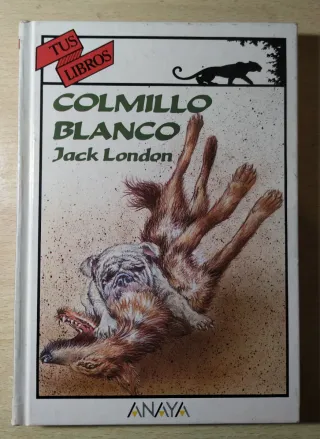 TUS
LIBROS
COLMILLO
BLANCO
Jack London
ANAYA